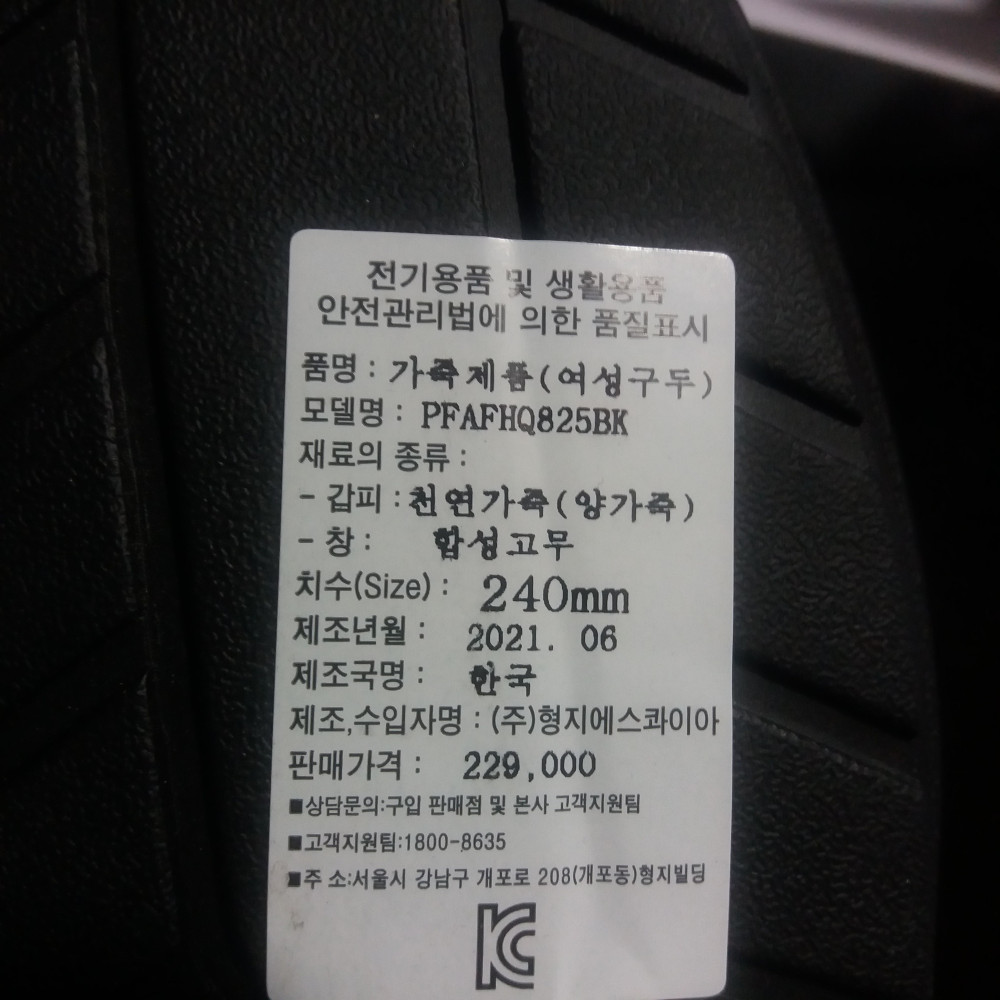 전기용품 및 생활용품
안전관리법에 의한 품질표시
품명 : 가죽제품(여성구두)
모델명 : PFAFHQ825BK
재료의 종류 :
- 갑피 : 천연가죽(양가죽)
- 창 : 합성고무
치수(Size) : 240mm
제조년월 : 2021. 06
제조국명 : 한국
제조,수입자명 : (주)형지에스콰이아
판매가격 : 229,000
■상담문의:구입 판매점 및 본사 고객지원팀
■고객지원팀:1800-8635
■주 소:서울시 강남구 개포로 208(개포동)형지빌딩
KC